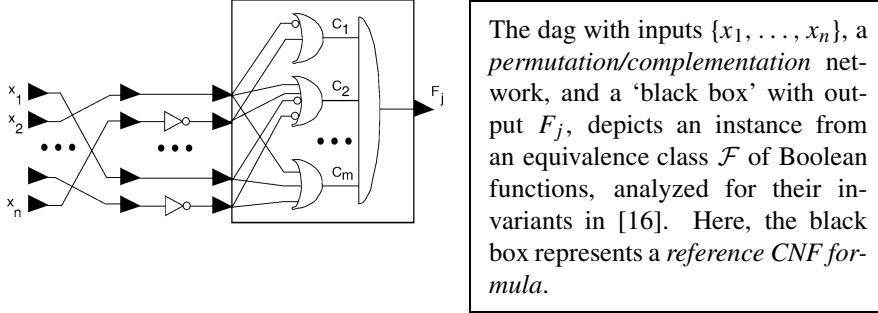 C1
x1
C2
Fj
x2
Cm
xn
The dag with inputs {x1, . . . , xn}, a
permutation/complementation net-
work, and a ‘black box’ with out-
put Fj, depicts an instance from
an equivalence class F of Boolean
functions, analyzed for their in-
variants in [16]. Here, the black
box represents a reference CNF for-
mula.